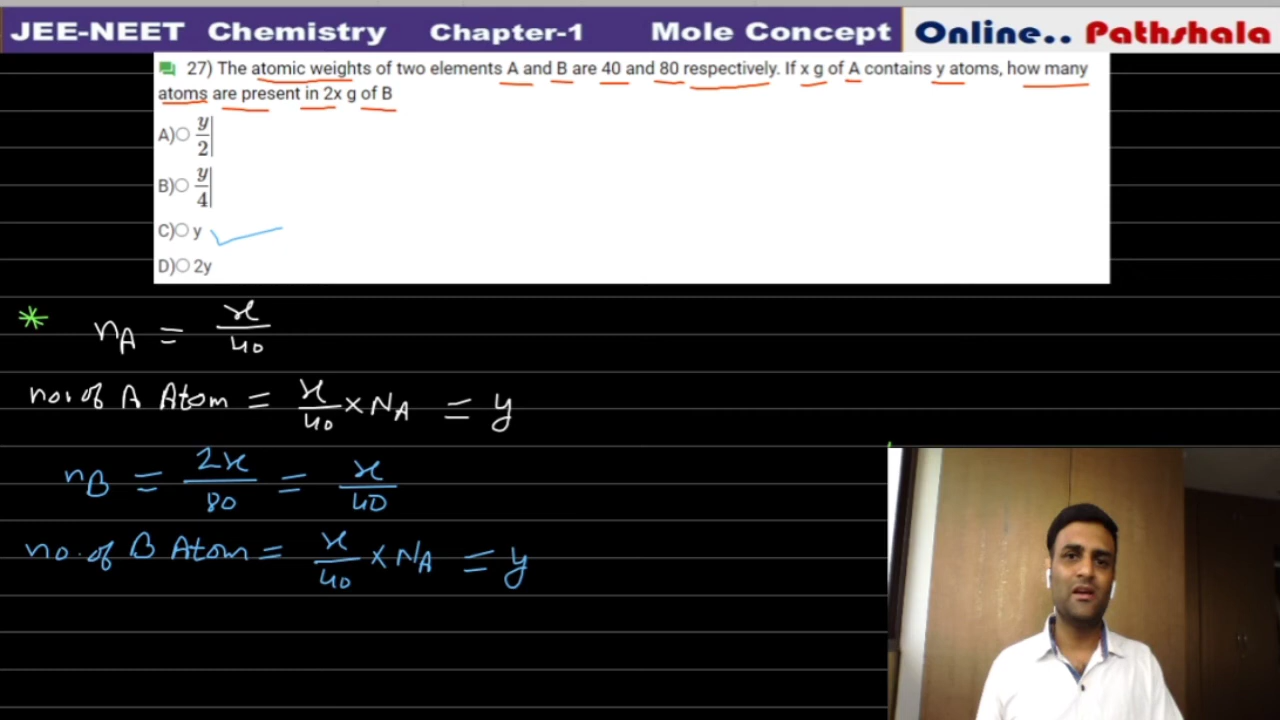 JEE-NEET Chemistry Chapter-1 Mole Concept Online.. Pathshala
27) The atomic weights of two elements A and B are 40 and 80 respectively. If x g of A contains y atoms, how many
atoms are present in 2x g of B
A) y/2|
B) y/4|
C) y
D) 2y
* nA = x/40
no. of A Atom = x/40 × NA = y
nB = 2x/80 = x/40
no. of B Atom = x/40 × NA = y